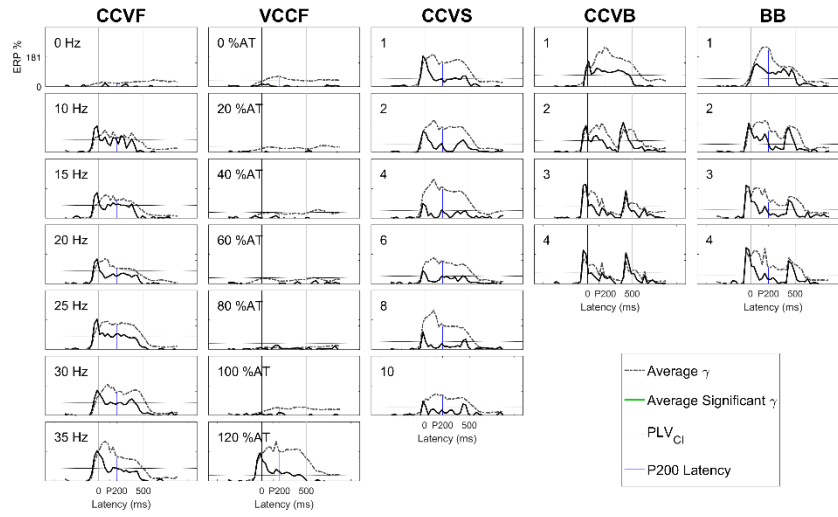 CCVF VCCF CCVS CCVB BB
0 Hz 0 %AT 1 1 1
ERP %
181
0
10 Hz 20 %AT 2 2 2
15 Hz 40 %AT 4 3 3
20 Hz 60 %AT 6 4 4
0 P200 500 0 P200 500
Latency (ms) Latency (ms)
25 Hz 80 %AT 8
30 Hz 100 %AT 10
0 P200 500
Latency (ms)
35 Hz 120 %AT
0 P200 500 0 P200 500
Latency (ms) Latency (ms)
Average γ
Average Significant γ
PLV_CI
P200 Latency